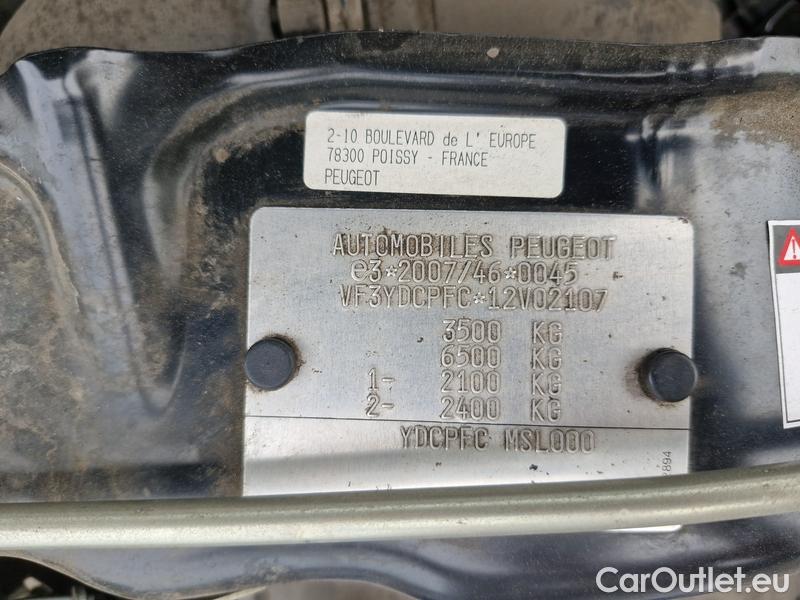 2-10 BOULEVARD de L' EUROPE
78300 POISSY - FRANCE
PEUGEOT
AUTOMOBILES PEUGEOT
e3*2007/46*0045
VF3YDCPFC*12V02107
3500 KG
6500 KG
1- 2100 KG
2- 2400 KG
YDCPFC MSL000
CarOutlet.eu